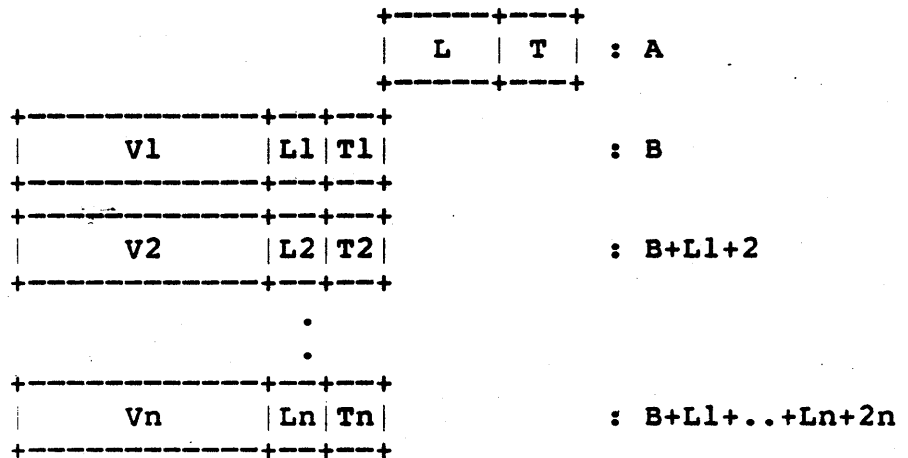 L T : A
V1 L1 T1 : B
V2 L2 T2 : B+L1+2
Vn Ln Tn : B+L1+..+Ln+2n